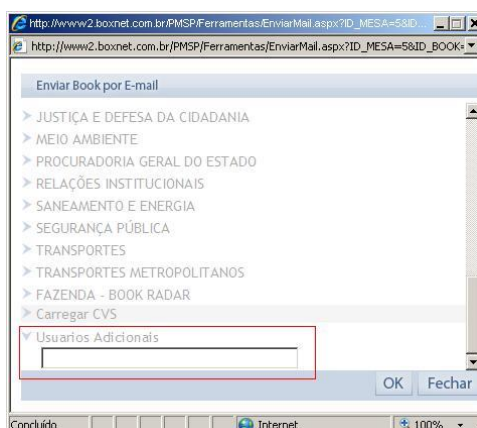 http://www2.boxnet.com.br/PMSP/Ferramentas/EnviarMail.aspx?ID_MESA=5&ID...
http://www2.boxnet.com.br/PMSP/Ferramentas/EnviarMail.aspx?ID_MESA=5&ID_BOOK=
Enviar Book por E-mail
JUSTIÇA E DEFESA DA CIDADANIA
MEIO AMBIENTE
PROCURADORIA GERAL DO ESTADO
RELAÇÕES INSTITUCIONAIS
SANEAMENTO E ENERGIA
SEGURANÇA PÚBLICA
TRANSPORTES
TRANSPORTES METROPOLITANOS
FAZENDA - BOOK RADAR
Carregar CVS
Usuarios Adicionais
OK Fechar
Concluído Internet 100%